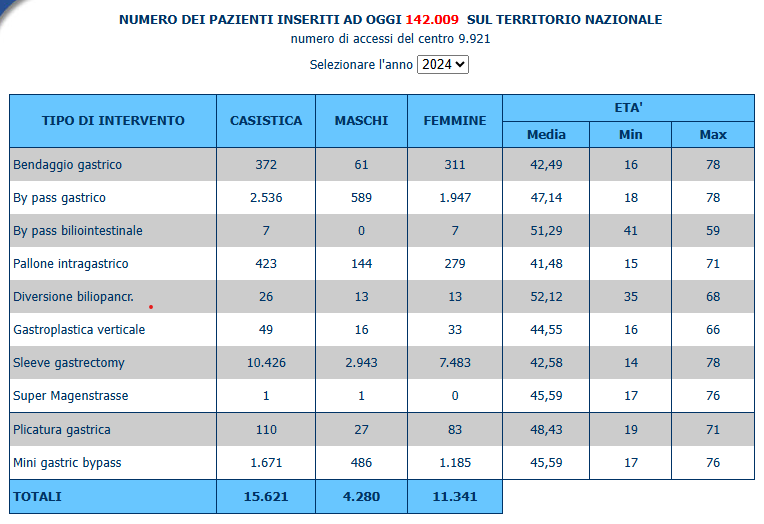 NUMERO DEI PAZIENTI INSERITI AD OGGI 142.009 SUL TERRITORIO NAZIONALE
numero di accessi del centro 9.921
Selezionare l'anno 2024
TIPO DI INTERVENTO CASISTICA MASCHI FEMMINE ETA'
Media Min Max
Bendaggio gastrico 372 61 311 42,49 16 78
By pass gastrico 2.536 589 1.947 47,14 18 78
By pass biliointestinale 7 0 7 51,29 41 59
Pallone intragastrico 423 144 279 41,48 15 71
Diversione biliopancr. 26 13 13 52,12 35 68
Gastroplastica verticale 49 16 33 44,55 16 66
Sleeve gastrectomy 10.426 2.943 7.483 42,58 14 78
Super Magenstrasse 1 1 0 45,59 17 76
Plicatura gastrica 110 27 83 48,43 19 71
Mini gastric bypass 1.671 486 1.185 45,59 17 76
TOTALI 15.621 4.280 11.341